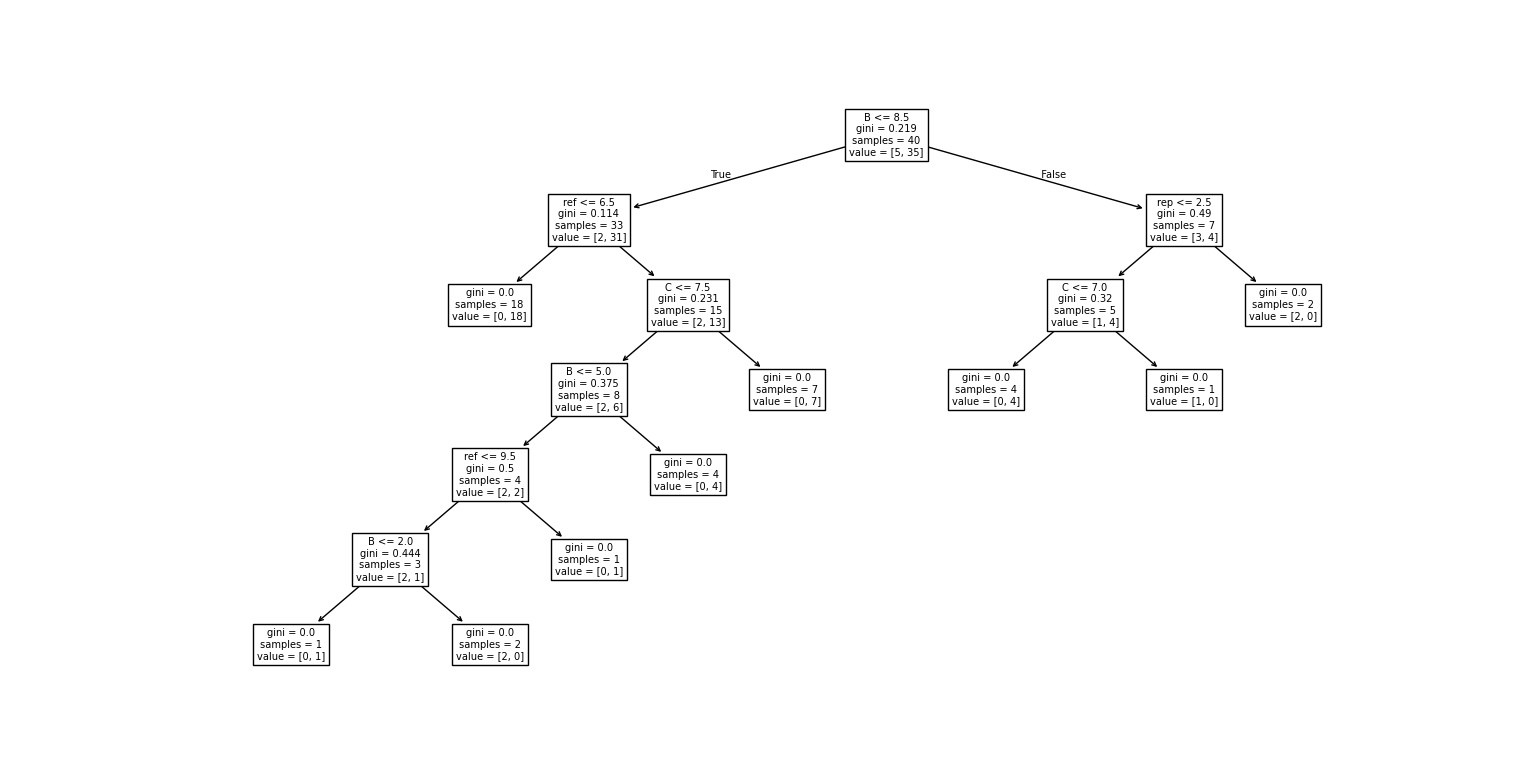 B <= 8.5
gini = 0.219
samples = 40
value = [5, 35]
True
False
ref <= 6.5
gini = 0.114
samples = 33
value = [2, 31]
rep <= 2.5
gini = 0.49
samples = 7
value = [3, 4]
gini = 0.0
samples = 18
value = [0, 18]
C <= 7.5
gini = 0.231
samples = 15
value = [2, 13]
C <= 7.0
gini = 0.32
samples = 5
value = [1, 4]
gini = 0.0
samples = 2
value = [2, 0]
B <= 5.0
gini = 0.375
samples = 8
value = [2, 6]
gini = 0.0
samples = 7
value = [0, 7]
gini = 0.0
samples = 4
value = [0, 4]
gini = 0.0
samples = 1
value = [1, 0]
ref <= 9.5
gini = 0.5
samples = 4
value = [2, 2]
gini = 0.0
samples = 4
value = [0, 4]
B <= 2.0
gini = 0.444
samples = 3
value = [2, 1]
gini = 0.0
samples = 1
value = [0, 1]
gini = 0.0
samples = 1
value = [0, 1]
gini = 0.0
samples = 2
value = [2, 0]